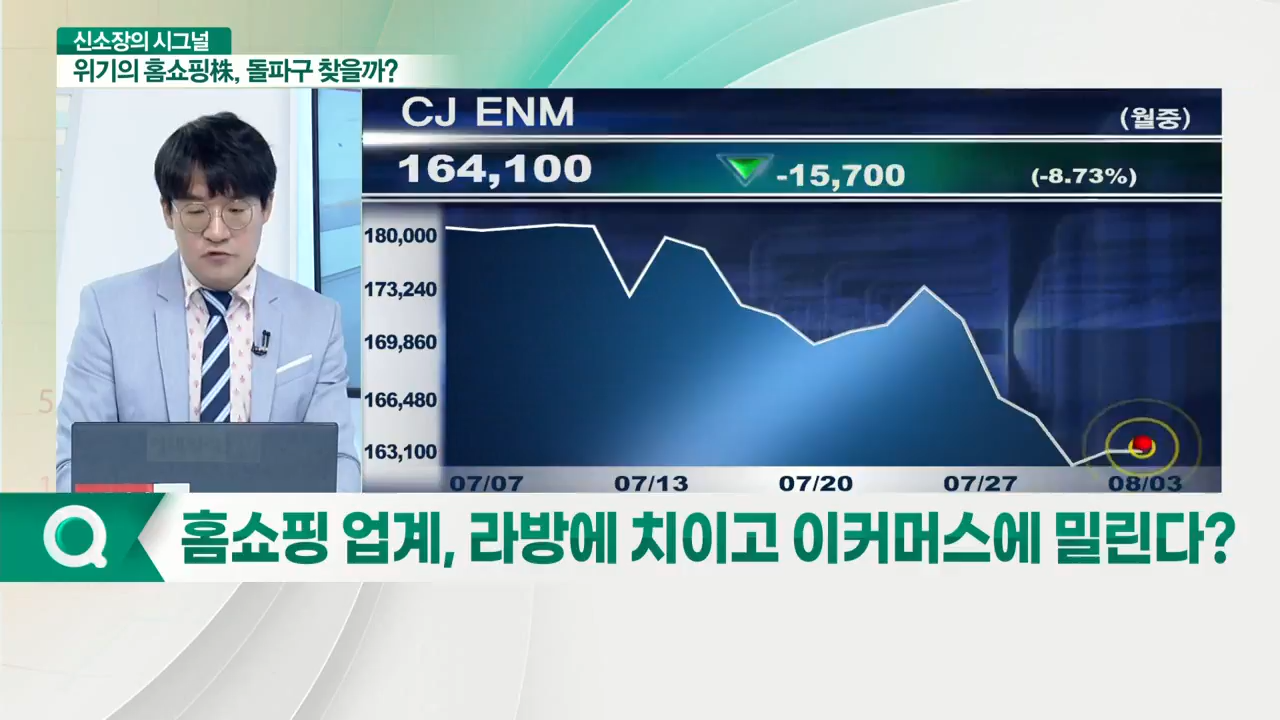 신소장의 시그널
위기의 홈쇼핑株, 돌파구 찾을까?
CJ ENM (월중)
164,100 ▼ -15,700 (-8.73%)
180,000
173,240
169,860
166,480
163,100
07/07 07/13 07/20 07/27 08/03
Q 홈쇼핑 업계, 라방에 치이고 이커머스에 밀린다?